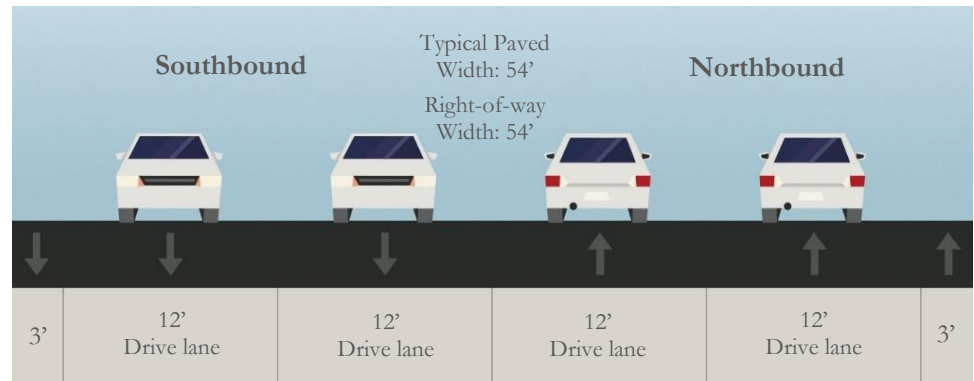 Southbound
Typical Paved
Width: 54’
Right-of-way
Width: 54’
Northbound
3’
12’
Drive lane
12’
Drive lane
12’
Drive lane
12’
Drive lane
3’